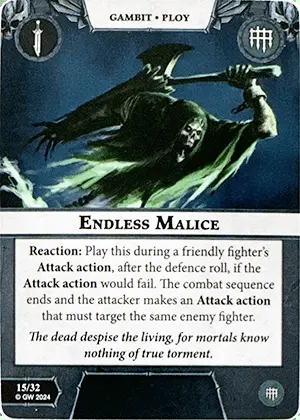 GAMBIT • PLOY
ENDLESS MALICE
Reaction: Play this during a friendly fighter's
Attack action, after the defence roll, if the
Attack action would fail. The combat sequence
ends and the attacker makes an Attack action
that must target the same enemy fighter.
The dead despise the living, for mortals know
nothing of true torment.
15/32
© GW 2024